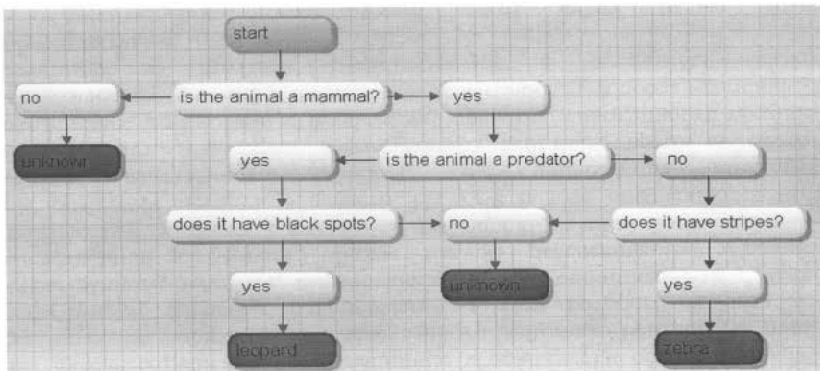 start
no
is the animal a mammal?
yes
unknown
yes
is the animal a predator?
no
does it have black spots?
no
does it have stripes?
yes
unknown
yes
leopard
zebra